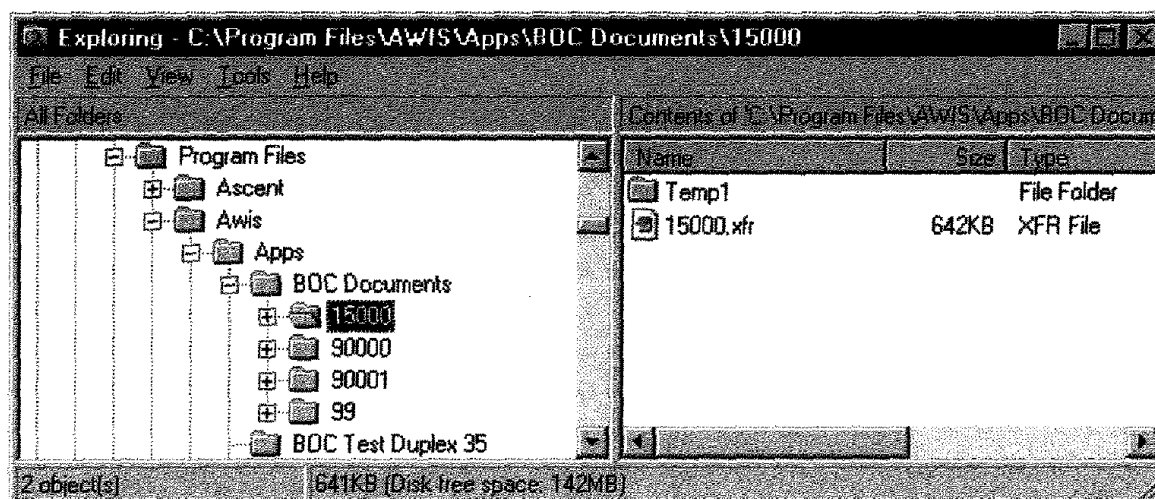 Exploring - C:\Program Files\AWIS\Apps\BOC Documents\15000
File Edit View Tools Help
All Folders
Contents of 'C:\Program Files\AWIS\Apps\BOC Docum
Program Files
Ascent
Awis
Apps
BOC Documents
15000
90000
90001
99
BOC Test Duplex 35
Name Size Type
Temp1 File Folder
15000.xfr 642KB XFR File
2 object(s)
641KB (Disk free space: 142MB)